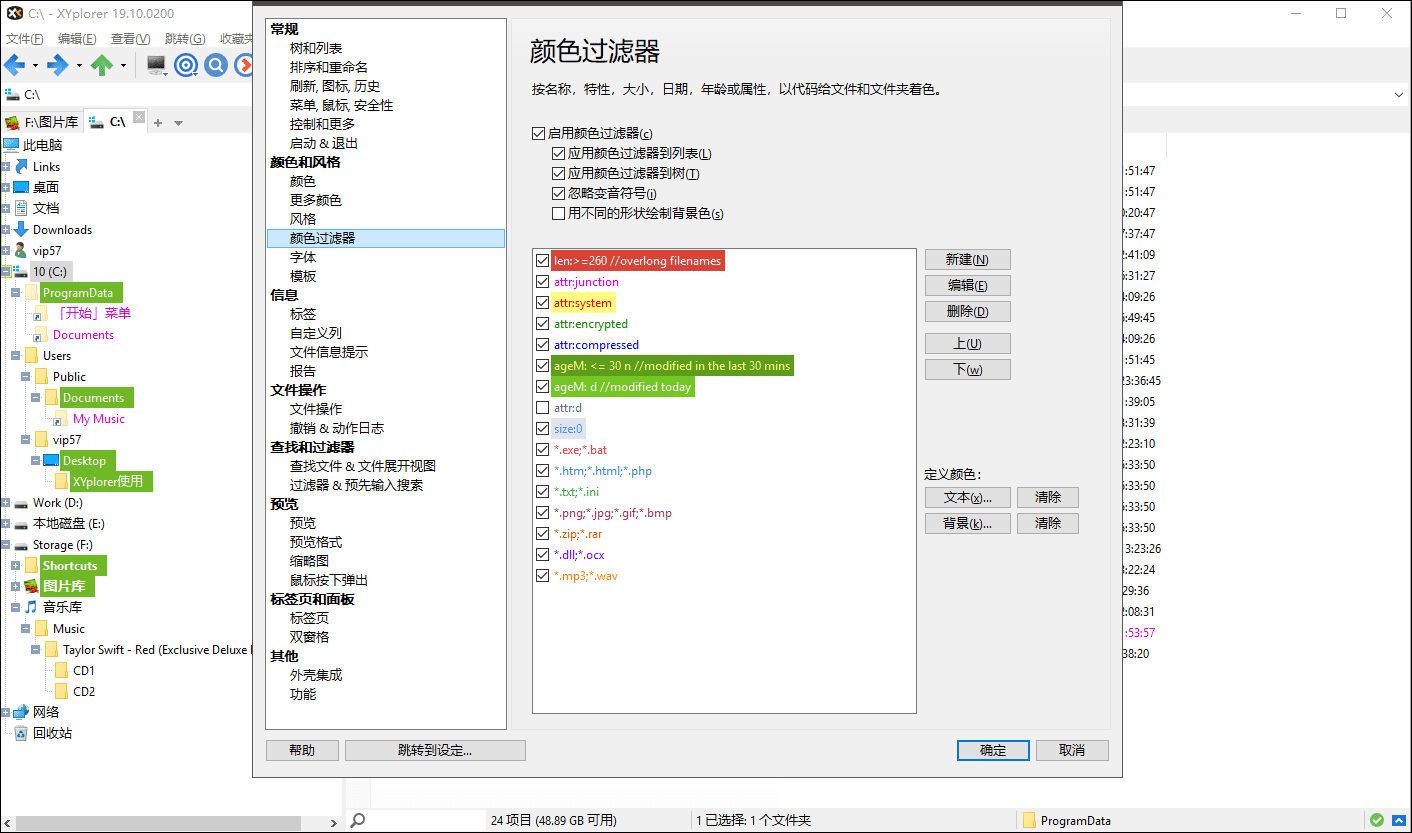 C:\ - XYplorer 19.10.0200
文件(F) 编辑(E) 查看(V) 跳转(G) 收藏夹
C:\
F:\图片库 C:\
此电脑
Links
桌面
文档
Downloads
vip57
10 (C:)
ProgramData
「开始」菜单
Documents
Users
Public
Documents
My Music
vip57
Desktop
XYplorer使用
Work (D:)
本地磁盘 (E:)
Storage (F:)
Shortcuts
图片库
音乐库
Music
Taylor Swift - Red (Exclusive Deluxe
CD1
CD2
网络
回收站
常规
树和列表
排序和重命名
刷新, 图标, 历史
菜单, 鼠标, 安全性
控制和更多
启动 & 退出
颜色和风格
颜色
更多颜色
风格
颜色过滤器
字体
模板
信息
标签
自定义列
文件信息提示
报告
文件操作
文件操作
撤销 & 动作日志
查找和过滤器
查找文件 & 文件展开视图
过滤器 & 预先输入搜索
预览
预览
预览格式
缩略图
鼠标按下弹出
标签页和面板
标签页
双窗格
其他
外壳集成
功能
颜色过滤器
按名称，特性，大小，日期，年龄或属性，以代码给文件和文件夹着色。
启用颜色过滤器(c)
应用颜色过滤器到列表(L)
应用颜色过滤器到树(T)
忽略变音符号(i)
用不同的形状绘制背景色(s)
len:>=260 //overlong filenames
attr:junction
attr:system
attr:encrypted
attr:compressed
ageM: <= 30 n //modified in the last 30 mins
ageM: d //modified today
attr:d
size:0
*.exe;*.bat
*.htm;*.html;*.php
*.txt;*.ini
*.png;*.jpg;*.gif;*.bmp
*.zip;*.rar
*.dll;*.ocx
*.mp3;*.wav
新建(N)
编辑(E)
删除(D)
上(U)
下(w)
定义颜色：
文本(x)... 清除
背景(k)... 清除
帮助 跳转到设定... 确定 取消
:51:47
:51:47
0:20:47
7:37:47
2:41:09
5:31:27
4:09:26
5:49:45
4:09:26
:51:45
23:36:45
:39:05
3:31:39
2:23:10
5:33:50
5:33:50
5:33:50
5:33:50
3:23:26
3:22:24
:29:36
2:08:31
:53:57
38:20
24 项目 (48.89 GB 可用) 1 已选择: 1 个文件夹 ProgramData